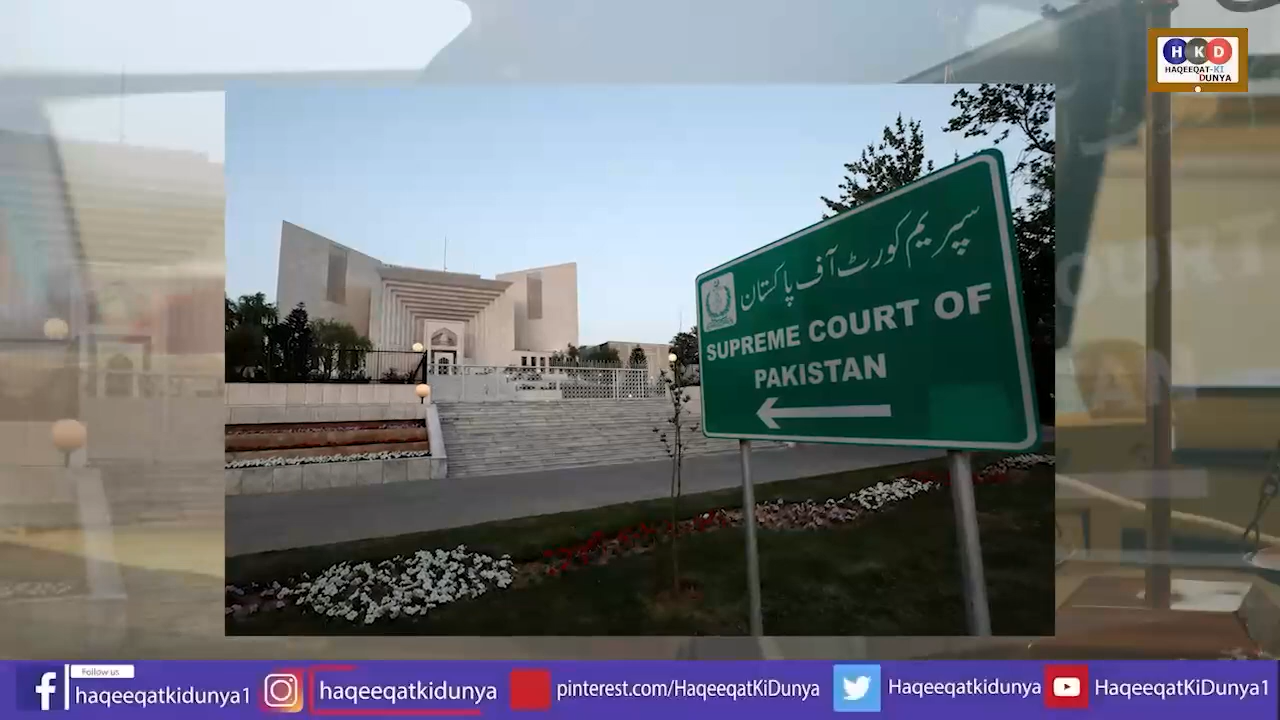 HKD
HAQEEQAT-KI
DUNYA
سپریم کورٹ آف پاکستان
SUPREME COURT OF
PAKISTAN
COURT
Follow us
haqeeqatkidunya1
haqeeqatkidunya
pinterest.com/HaqeeqatKiDunya
Haqeeqatkidunya
HaqeeqatKiDunya1